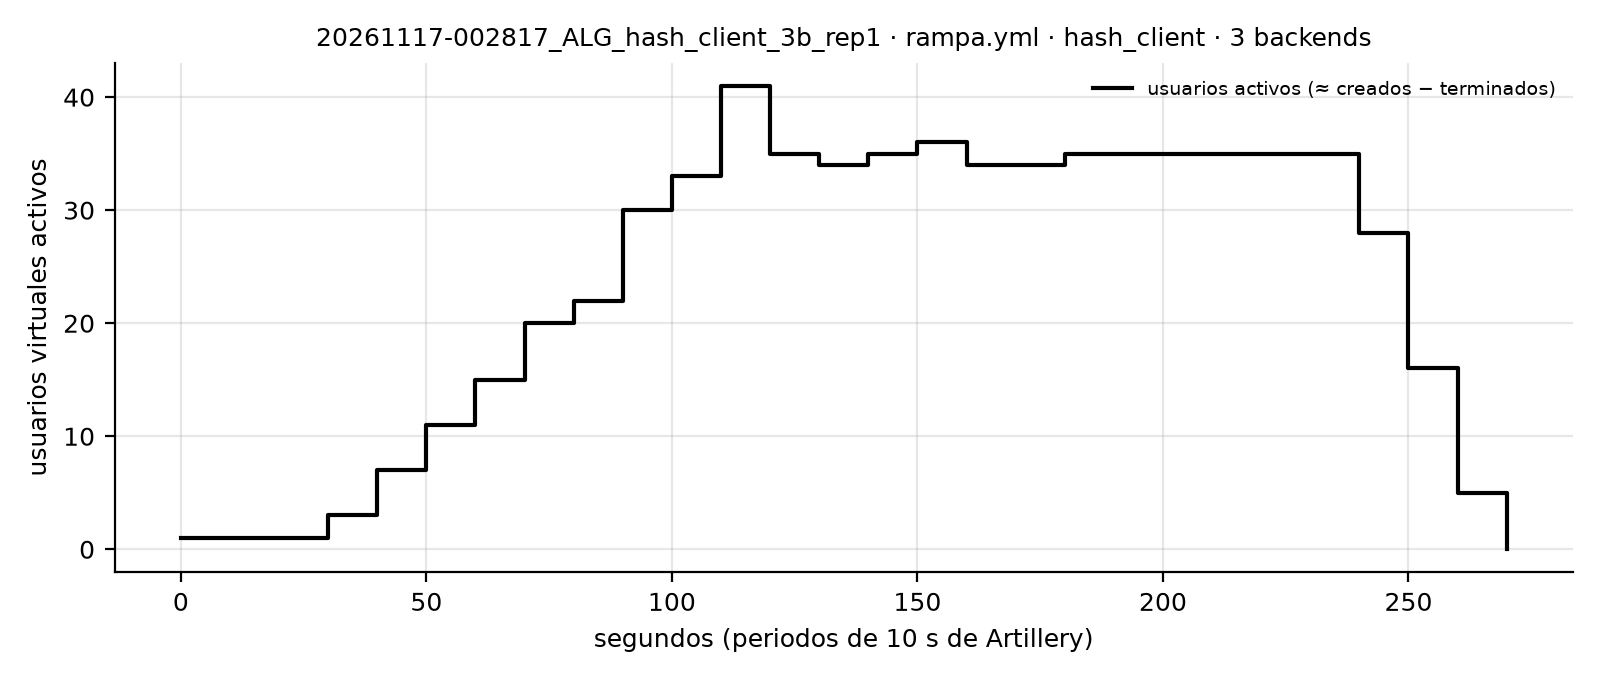 20261117-002817_ALG_hash_client_3b_rep1 · rampa.yml · hash_client · 3 backends
usuarios activos (≈ creados − terminados)
usuarios virtuales activos
40
30
20
10
0
0 50 100 150 200 250
segundos (periodos de 10 s de Artillery)